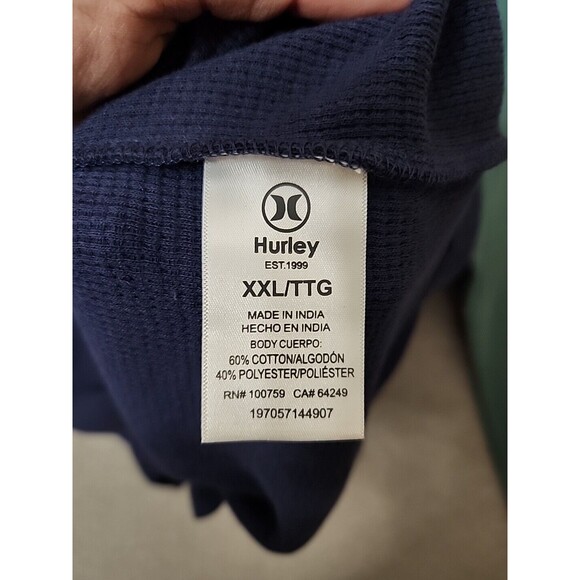 Hurley
EST.1999
XXL/TTG
MADE IN INDIA
HECHO EN INDIA
BODY CUERPO:
60% COTTON/ALGODÓN
40% POLYESTER/POLIÉSTER
RN# 100759 CA# 64249
197057144907